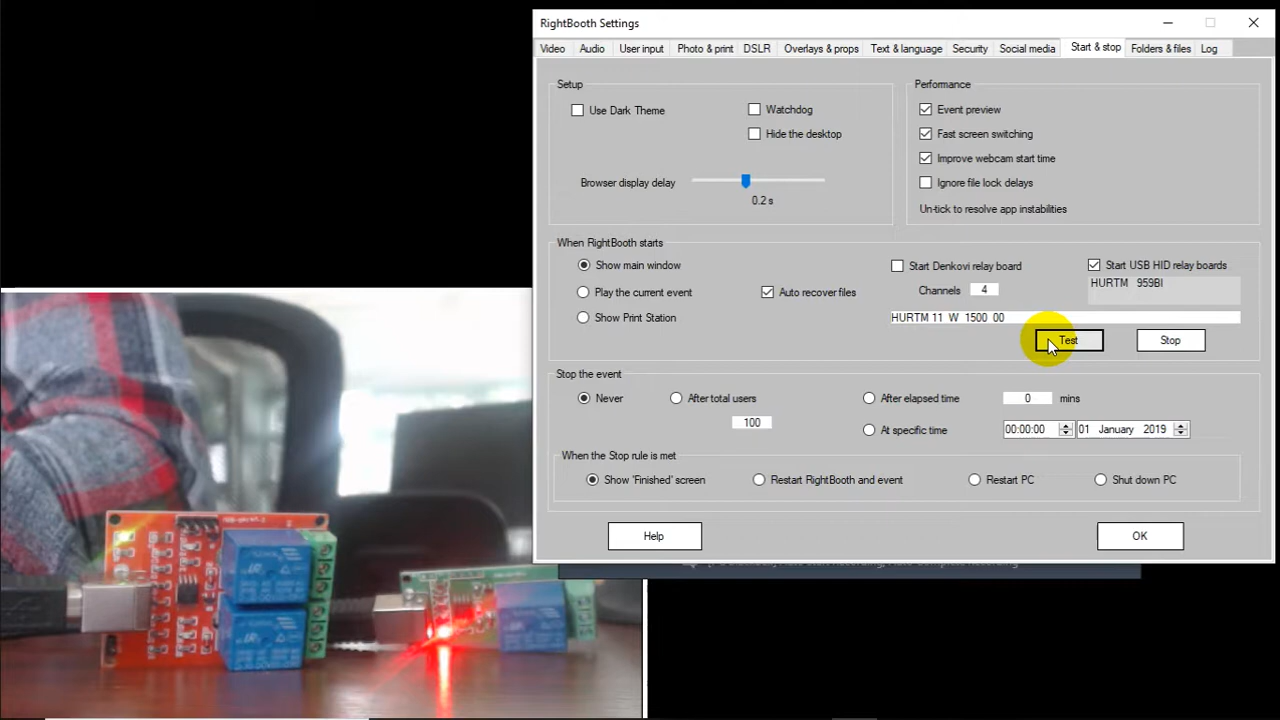 RightBooth Settings
Video Audio User input Photo & print DSLR Overlays & props Text & language Security Social media Start & stop Folders & files Log
Setup
Use Dark Theme
Watchdog
Hide the desktop
Browser display delay
0.2 s
Performance
Event preview
Fast screen switching
Improve webcam start time
Ignore file lock delays
Un-tick to resolve app instabilities
When RightBooth starts
Show main window
Play the current event
Show Print Station
Auto recover files
Start Denkovi relay board
Channels 4
Start USB HID relay boards
HURTM 959BI
HURTM 11 W 1500 00
Test Stop
Stop the event
Never
After total users
100
After elapsed time 0 mins
At specific time 00:00:00 01 January 2019
When the Stop rule is met
Show 'Finished' screen Restart RightBooth and event Restart PC Shut down PC
Help OK